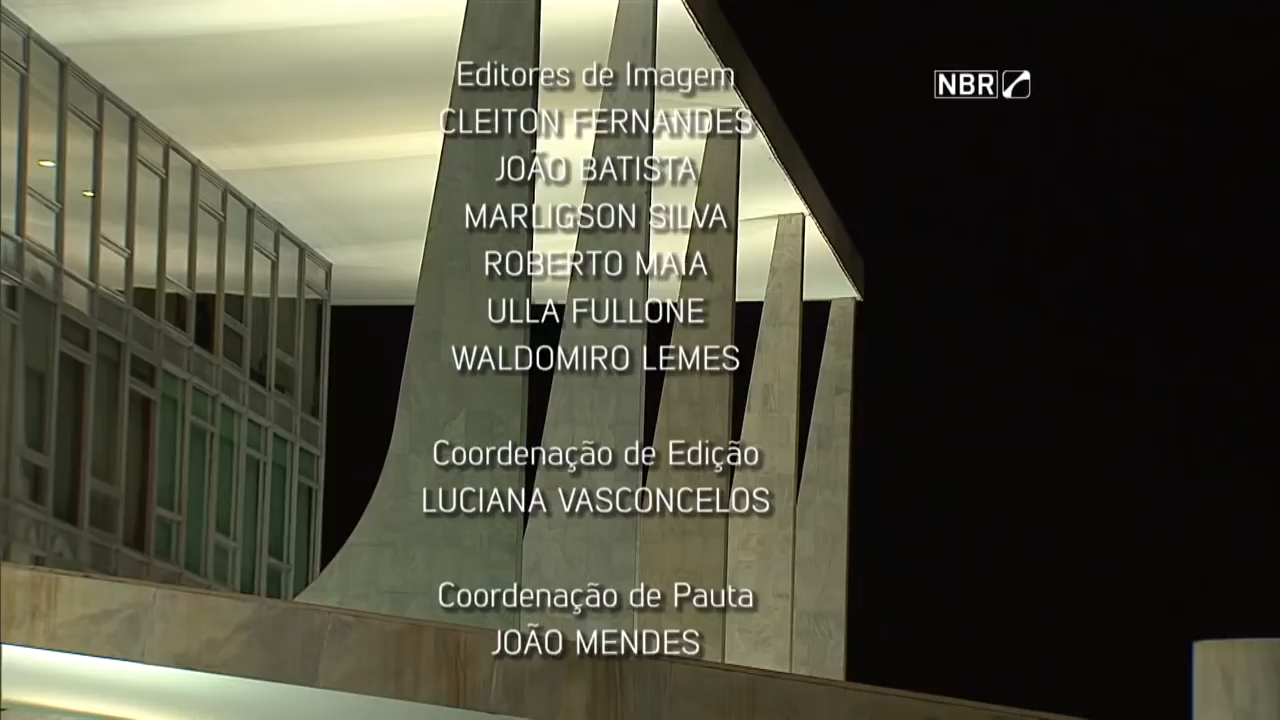 Editores de Imagem
CLEITON FERNANDES
JOÃO BATISTA
MARLIGSON SILVA
ROBERTO MAIA
ULLA FULLONE
WALDOMIRO LEMES
Coordenação de Edição
LUCIANA VASCONCELOS
Coordenação de Pauta
JOÃO MENDES
NBR